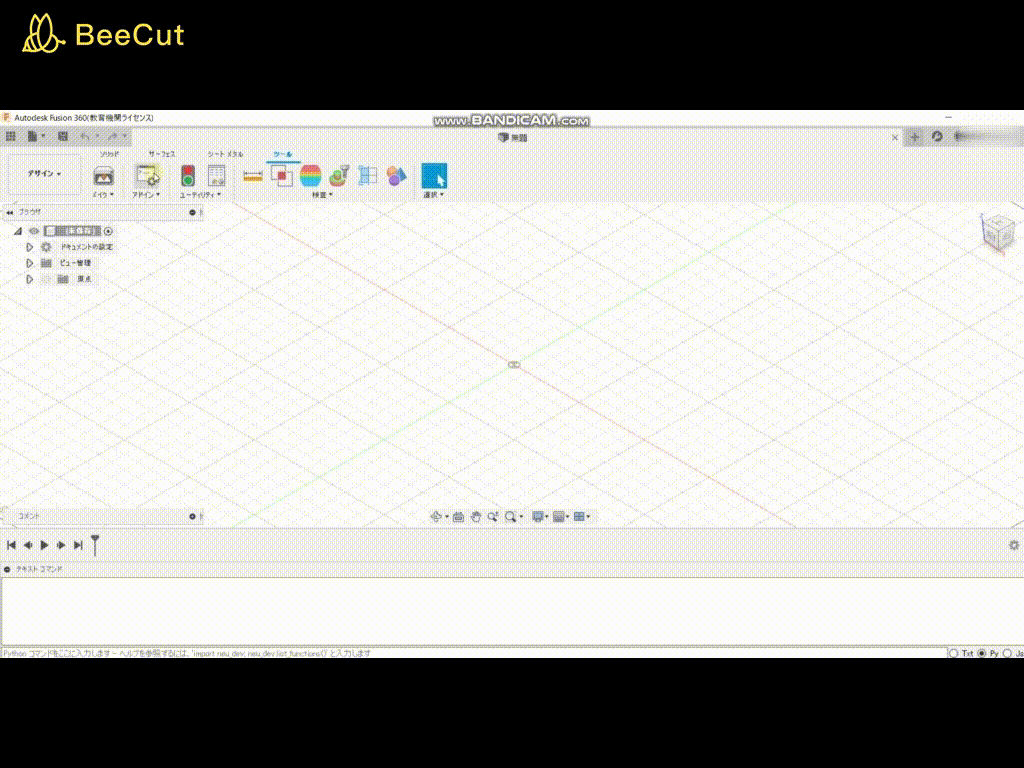 BeeCut
Autodesk Fusion 360(教育機関ライセンス)
www.BANDICAM.com
無題
ソリッド サーフェス シート メタル ツール
デザイン
メイク アドイン ユーティリティ 検査 選択
ブラウザ
(未保存)
ドキュメントの設定
ビュー管理
原点
コメント
テキスト コマンド
Python コマンドをここに入力します - ヘルプを参照するには、'import neu_dev; neu_dev.list_functions()' と入力します
Txt Py Js